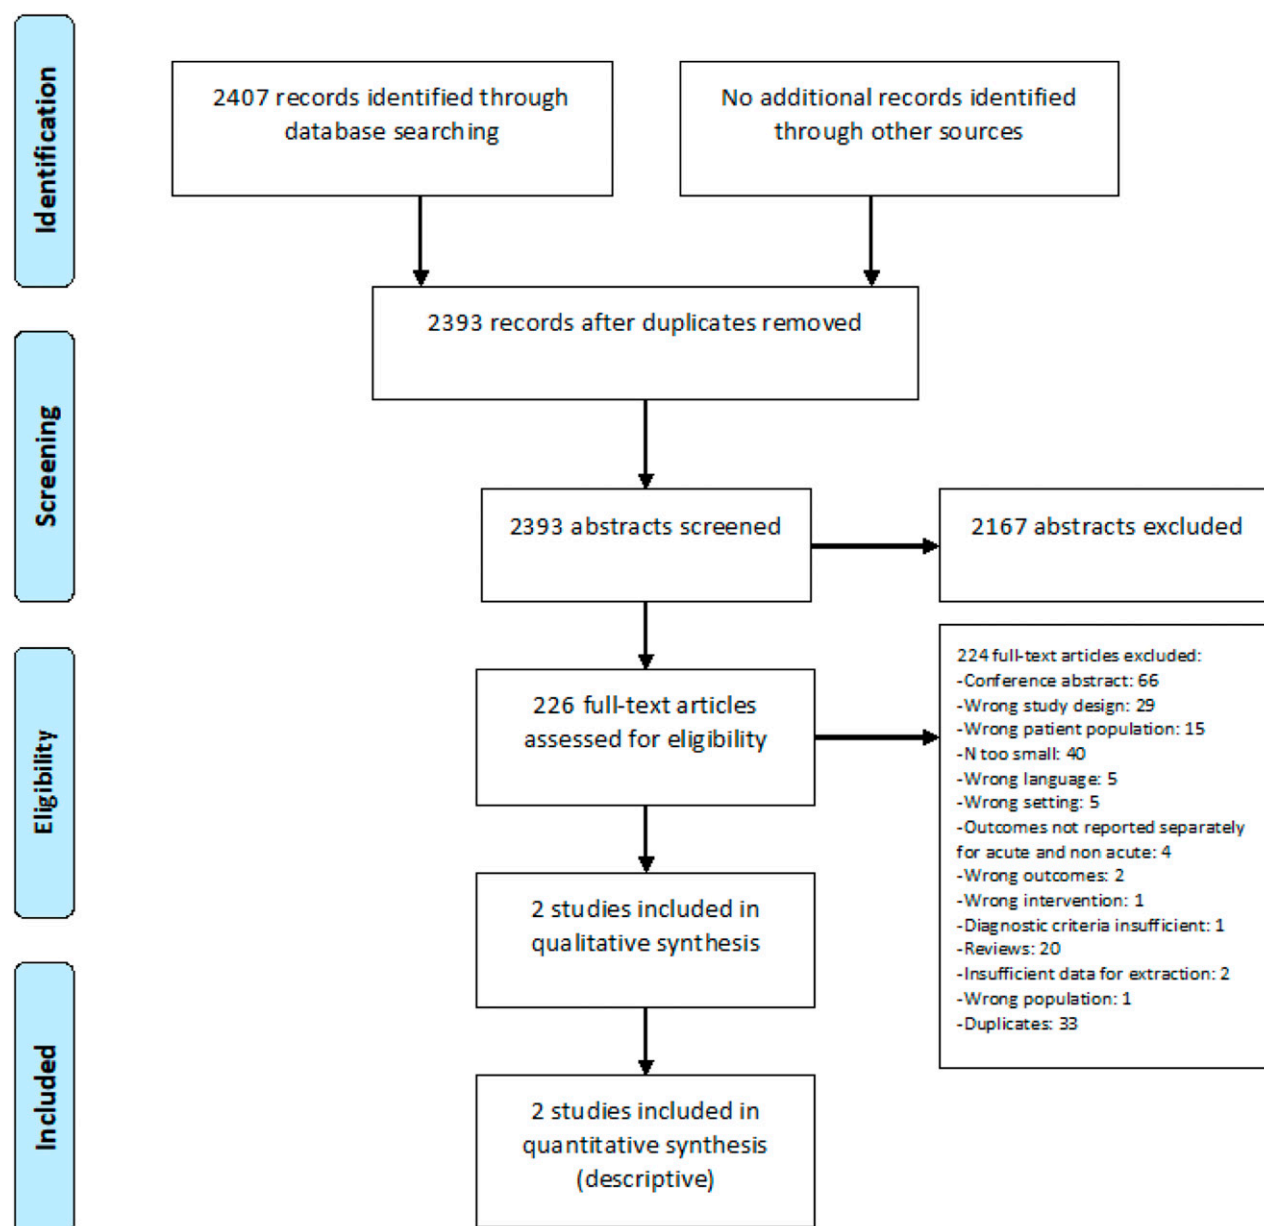 Identification
2407 records identified through
database searching
No additional records identified
through other sources
2393 records after duplicates removed
Screening
2393 abstracts screened
2167 abstracts excluded
Eligibility
226 full-text articles
assessed for eligibility
224 full-text articles excluded:
-Conference abstract: 66
-Wrong study design: 29
-Wrong patient population: 15
-N too small: 40
-Wrong language: 5
-Wrong setting: 5
-Outcomes not reported separately
for acute and non acute: 4
-Wrong outcomes: 2
-Wrong intervention: 1
-Diagnostic criteria insufficient: 1
-Reviews: 20
-Insufficient data for extraction: 2
-Wrong population: 1
-Duplicates: 33
2 studies included in
qualitative synthesis
Included
2 studies included in
quantitative synthesis
(descriptive)